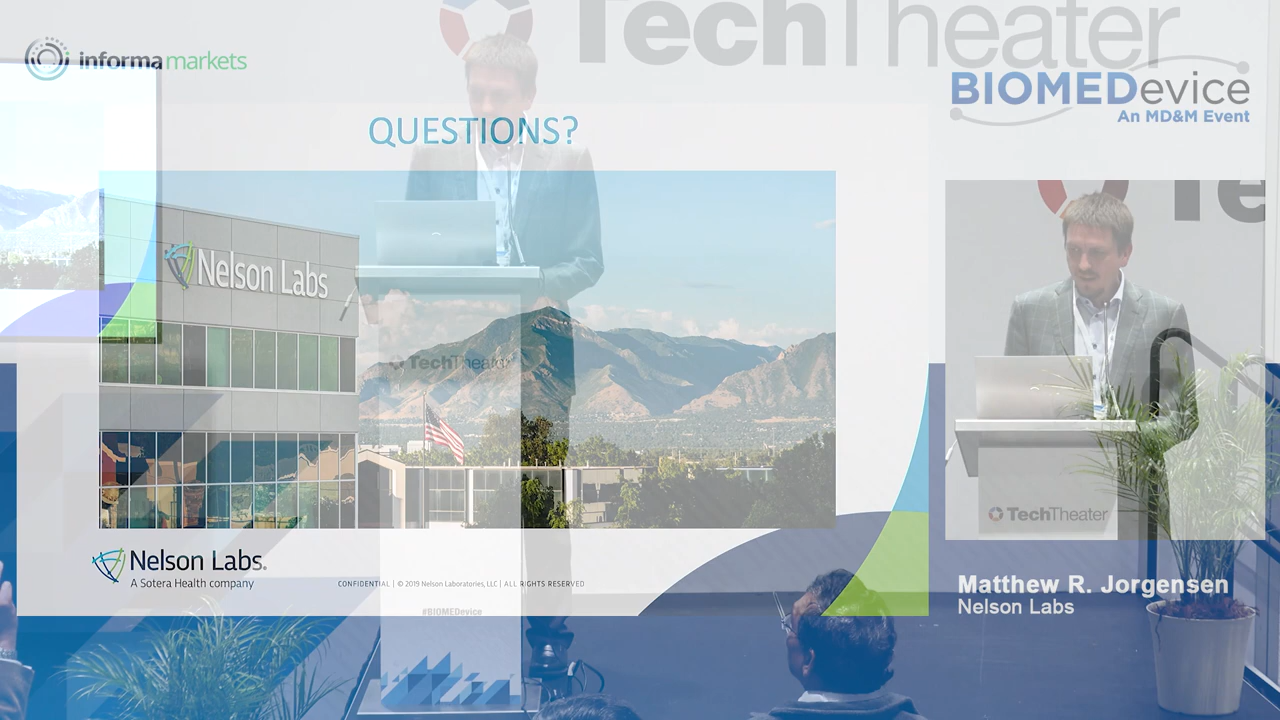 TechTheater
informa markets
BIOMEDevice
An MD&M Event
QUESTIONS?
Nelson Labs
TechTheater
TechTheater
Nelson Labs.
A Sotera Health company
CONFIDENTIAL | © 2019 Nelson Laboratories, LLC | ALL RIGHTS RESERVED
Matthew R. Jorgensen
Nelson Labs
#BIOMEDevice
Te